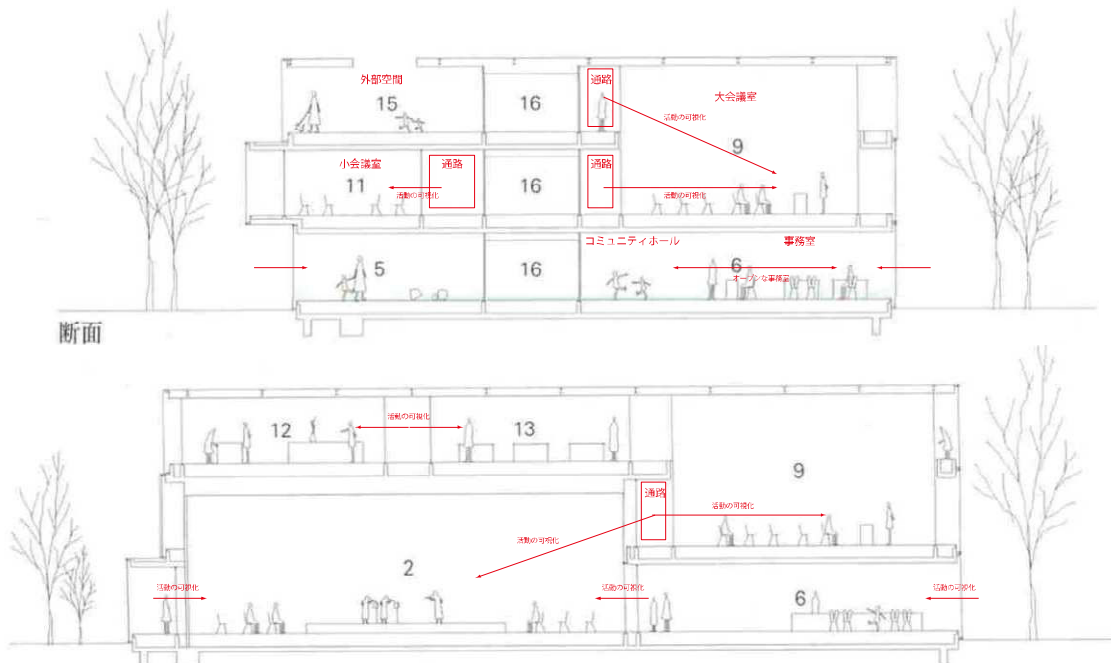 外部空間
通路
15
16
大会議室
活動の可視化
9
小会議室
通路
通路
11
16
活動の可視化
活動の可視化
コミュニティホール
事務室
5
16
6
オープンな事務室
断面
活動の可視化
12
13
9
通路
活動の可視化
活動の可視化
2
活動の可視化
活動の可視化
活動の可視化
6